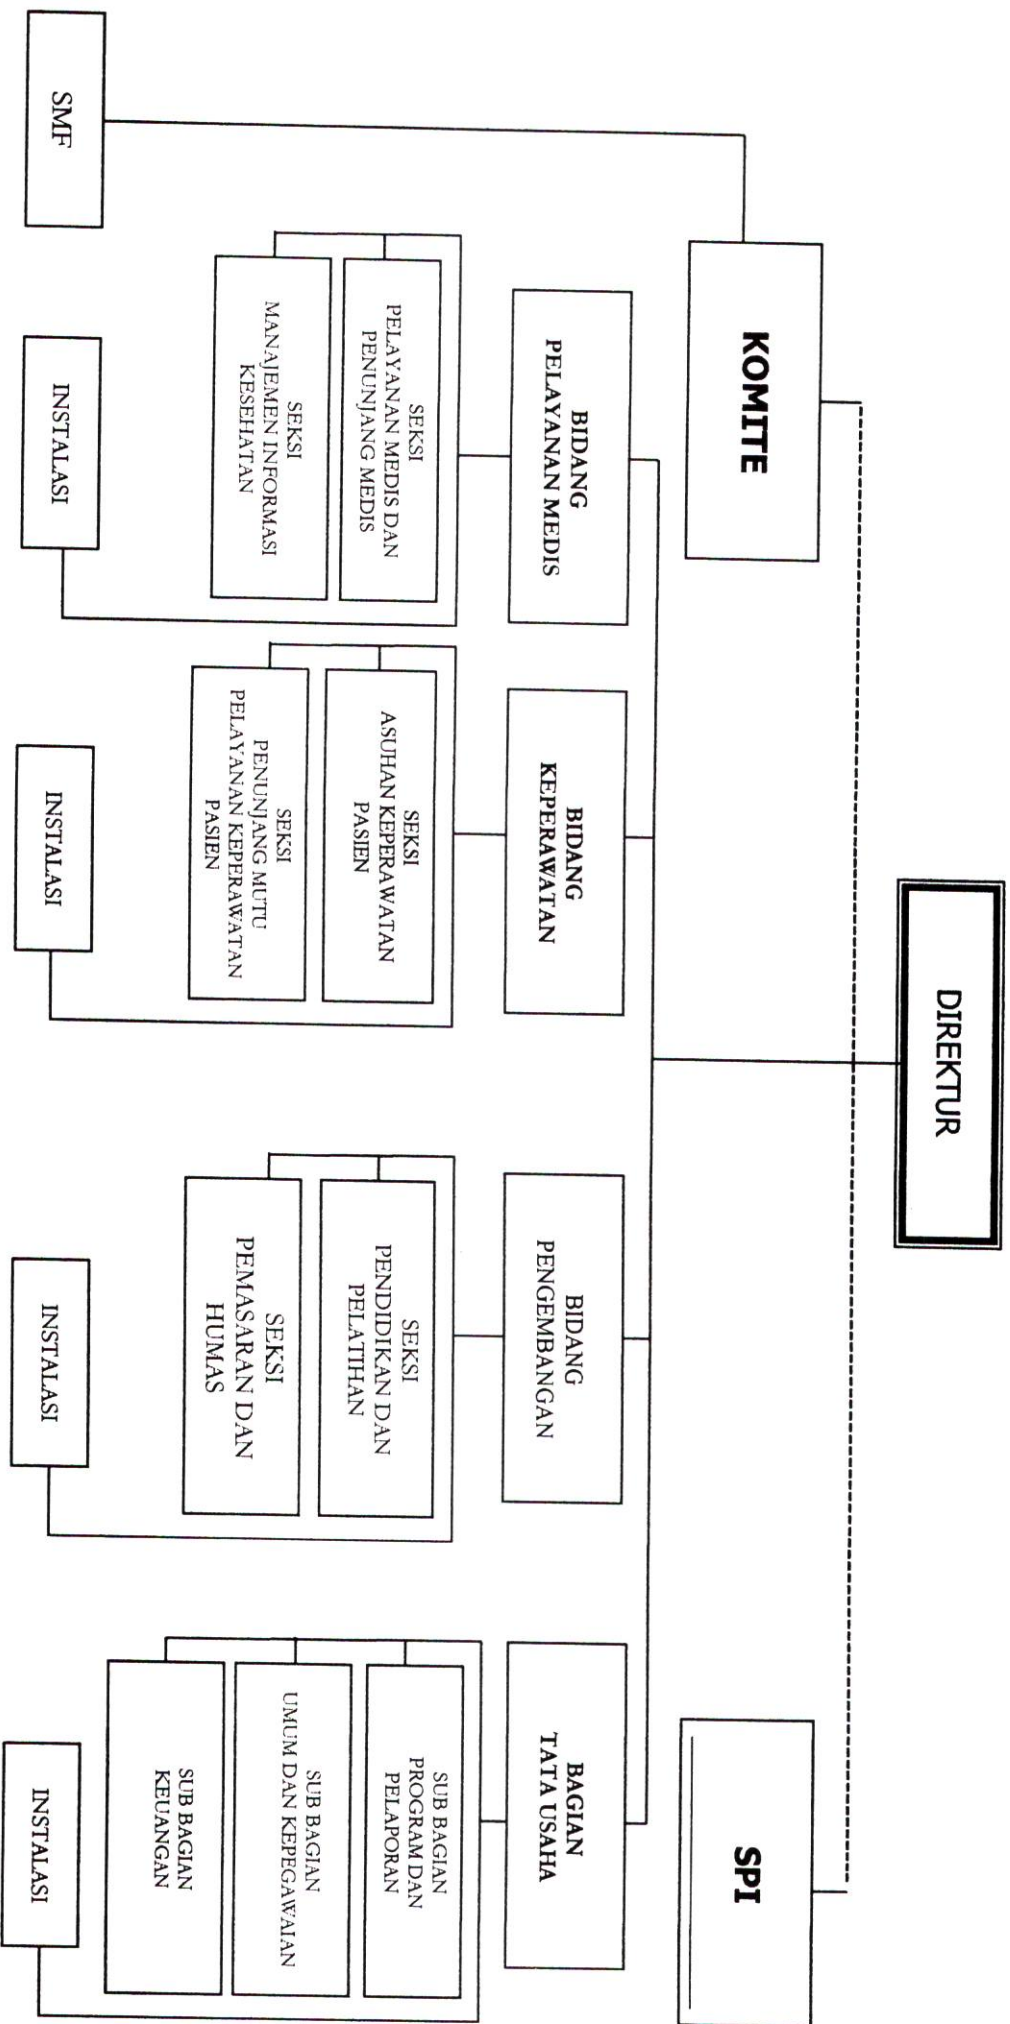 DIREKTUR
KOMITE
SPI
BIDANG
PELAYANAN MEDIS
BIDANG
KEPERAWATAN
BIDANG
PENGEMBANGAN
BAGIAN
TATA USAHA
SEKSI
PELAYANAN MEDIS DAN
PENUNJANG MEDIS
SEKSI
MANAJEMEN INFORMASI
KESEHATAN
SEKSI
ASUHAN KEPERAWATAN
PASIEN
SEKSI
PENUNJANG MUTU
PELAYANAN KEPERAWATAN
PASIEN
SEKSI
PENDIDIKAN DAN
PELATIHAN
SEKSI
PEMASARAN DAN
HUMAS
SUB BAGIAN
PROGRAM DAN
PELAPORAN
SUB BAGIAN
UMUM DAN KEPEGAWAIAN
SUB BAGIAN
KEUANGAN
SMF
INSTALASI
INSTALASI
INSTALASI
INSTALASI